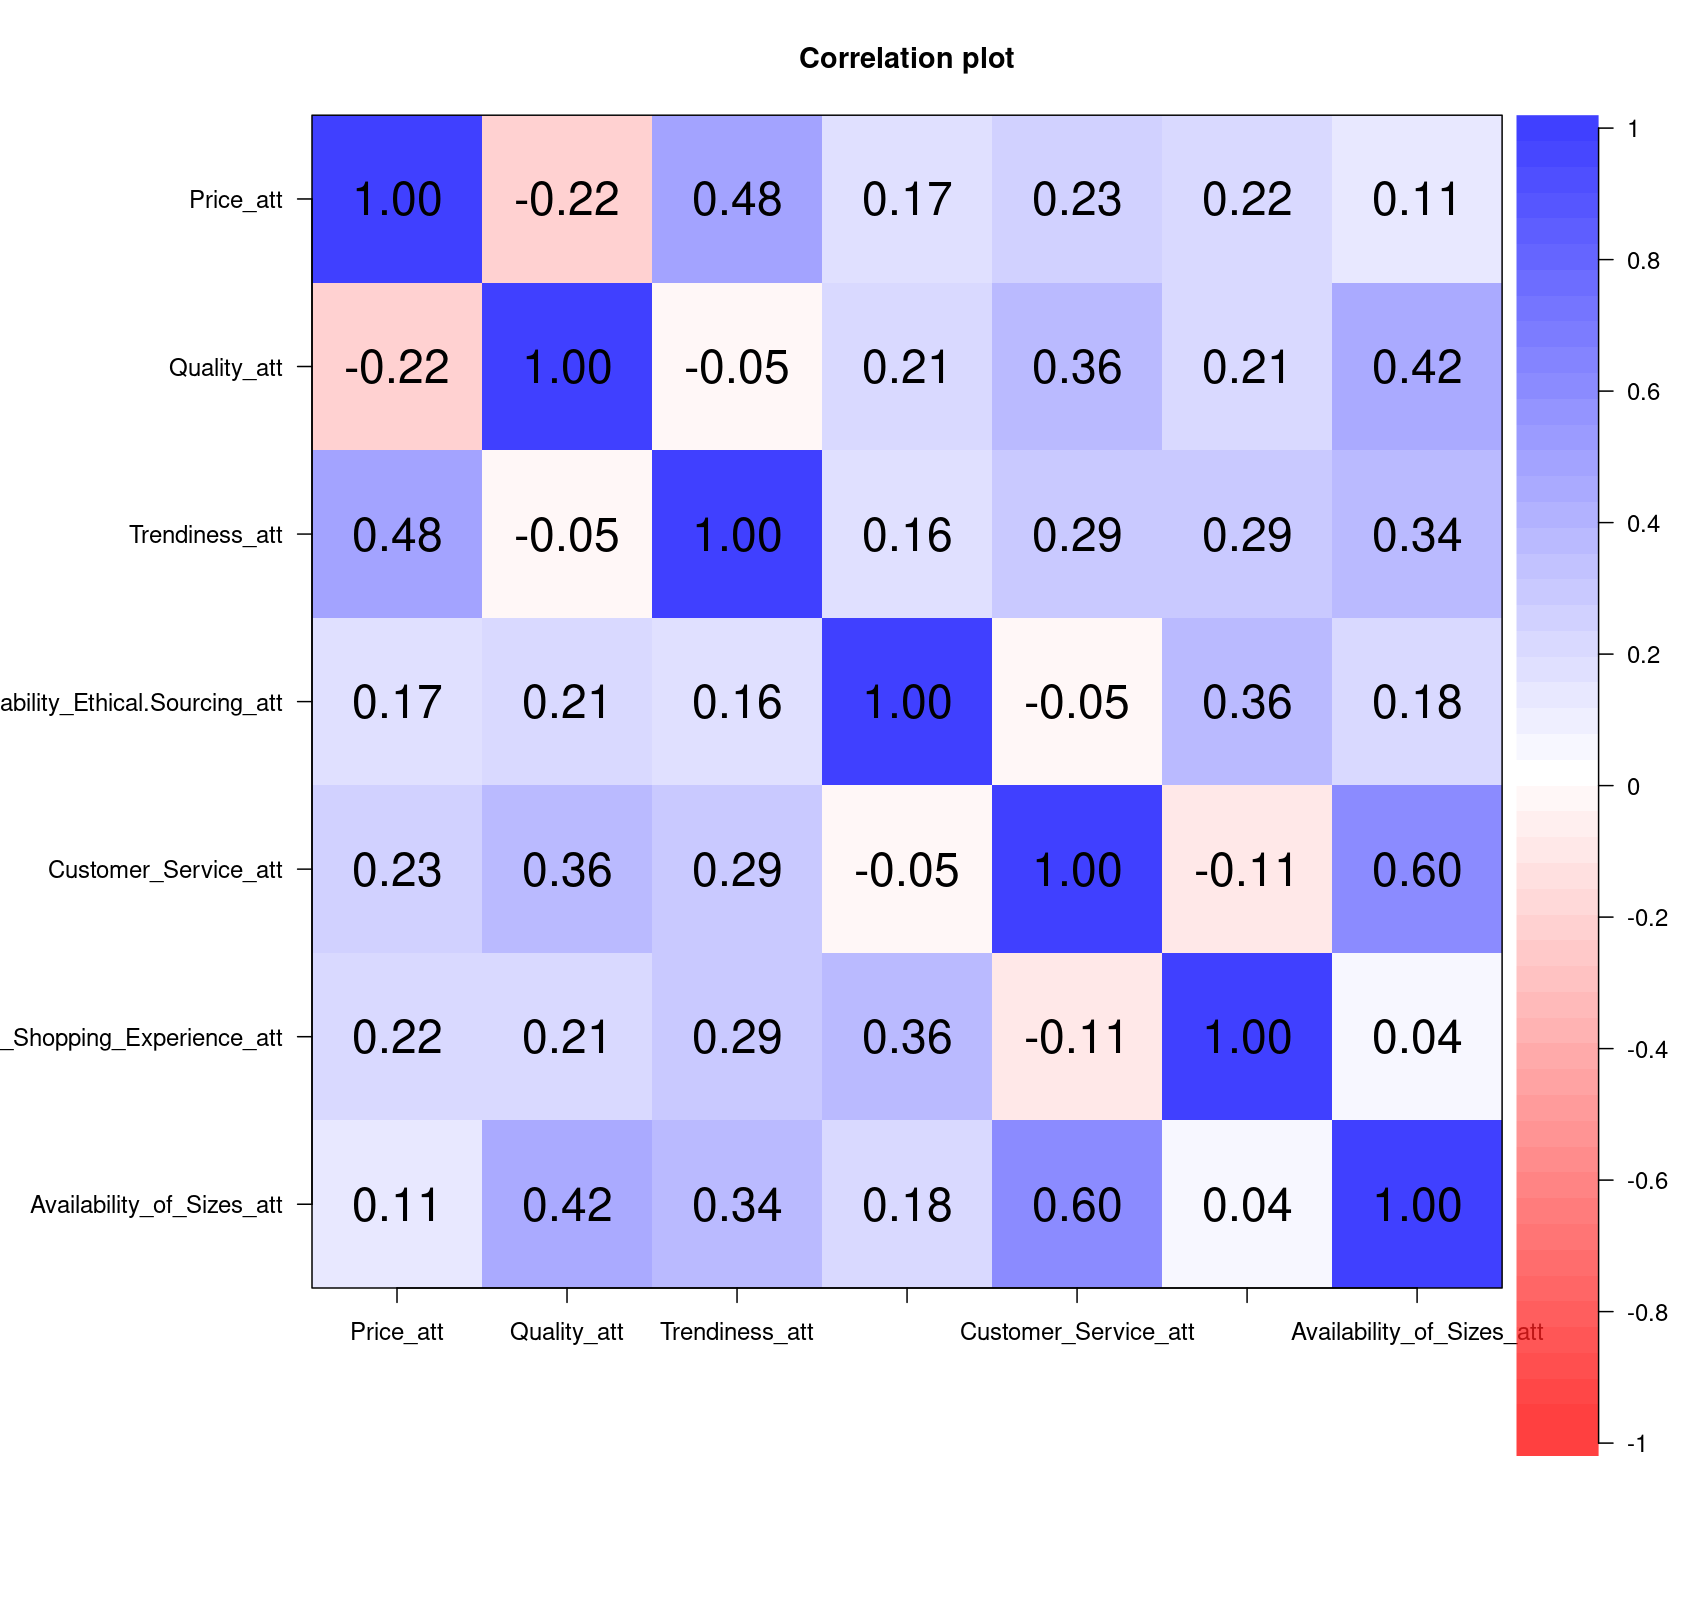 Correlation plot
Price_att 1.00 -0.22 0.48 0.17 0.23 0.22 0.11
Quality_att -0.22 1.00 -0.05 0.21 0.36 0.21 0.42
Trendiness_att 0.48 -0.05 1.00 0.16 0.29 0.29 0.34
ability_Ethical.Sourcing_att 0.17 0.21 0.16 1.00 -0.05 0.36 0.18
Customer_Service_att 0.23 0.36 0.29 -0.05 1.00 -0.11 0.60
_Shopping_Experience_att 0.22 0.21 0.29 0.36 -0.11 1.00 0.04
Availability_of_Sizes_att 0.11 0.42 0.34 0.18 0.60 0.04 1.00
Price_att Quality_att Trendiness_att Customer_Service_att Availability_of_Sizes_att
1
0.8
0.6
0.4
0.2
0
-0.2
-0.4
-0.6
-0.8
-1